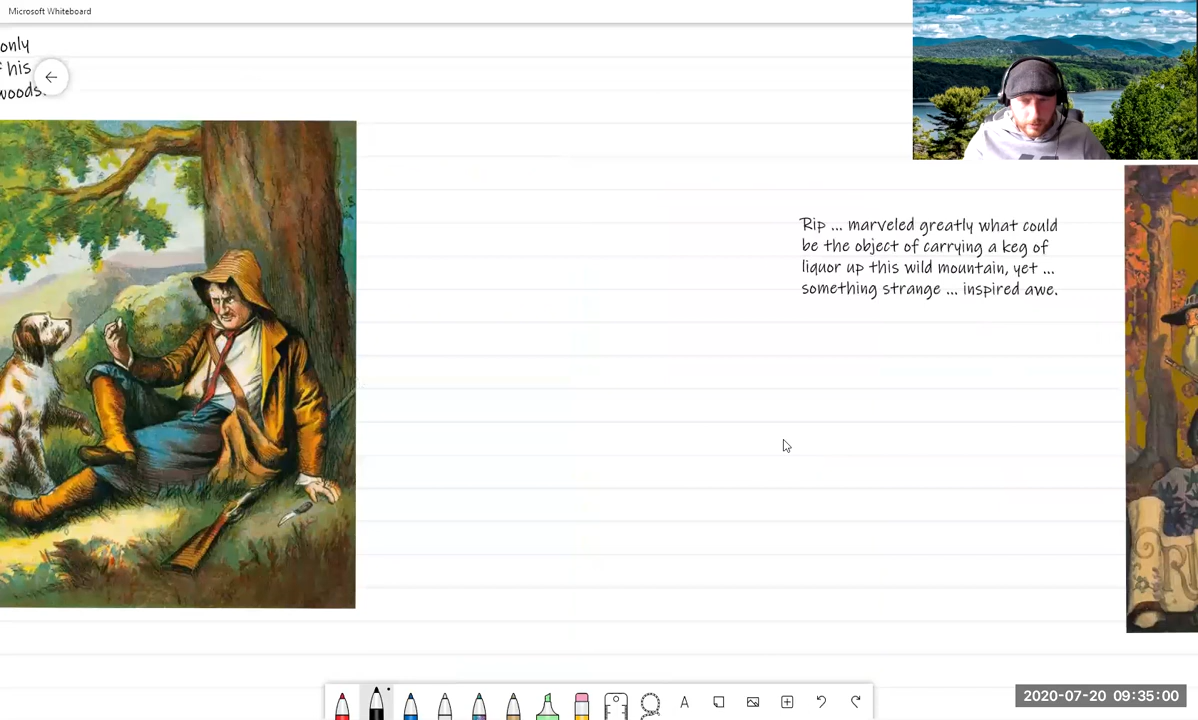 Microsoft Whiteboard
only
his
woods.
Rip ... marveled greatly what could
be the object of carrying a keg of
liquor up this wild mountain, yet ...
something strange ... inspired awe.
A
2020-07-20 09:35:00